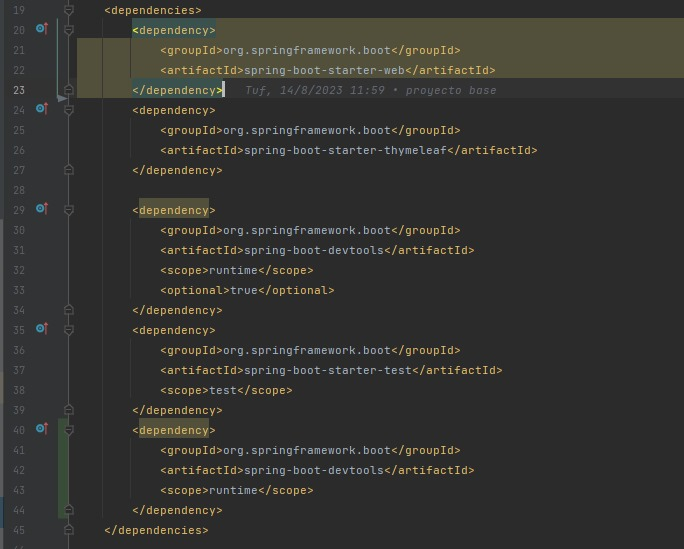 19 <dependencies>
20 <dependency>
21 <groupId>org.springframework.boot</groupId>
22 <artifactId>spring-boot-starter-web</artifactId>
23 </dependency> Tuf, 14/8/2023 11:59 • proyecto base
24 <dependency>
25 <groupId>org.springframework.boot</groupId>
26 <artifactId>spring-boot-starter-thymeleaf</artifactId>
27 </dependency>
28
29 <dependency>
30 <groupId>org.springframework.boot</groupId>
31 <artifactId>spring-boot-devtools</artifactId>
32 <scope>runtime</scope>
33 <optional>true</optional>
34 </dependency>
35 <dependency>
36 <groupId>org.springframework.boot</groupId>
37 <artifactId>spring-boot-starter-test</artifactId>
38 <scope>test</scope>
39 </dependency>
40 <dependency>
41 <groupId>org.springframework.boot</groupId>
42 <artifactId>spring-boot-devtools</artifactId>
43 <scope>runtime</scope>
44 </dependency>
45 </dependencies>